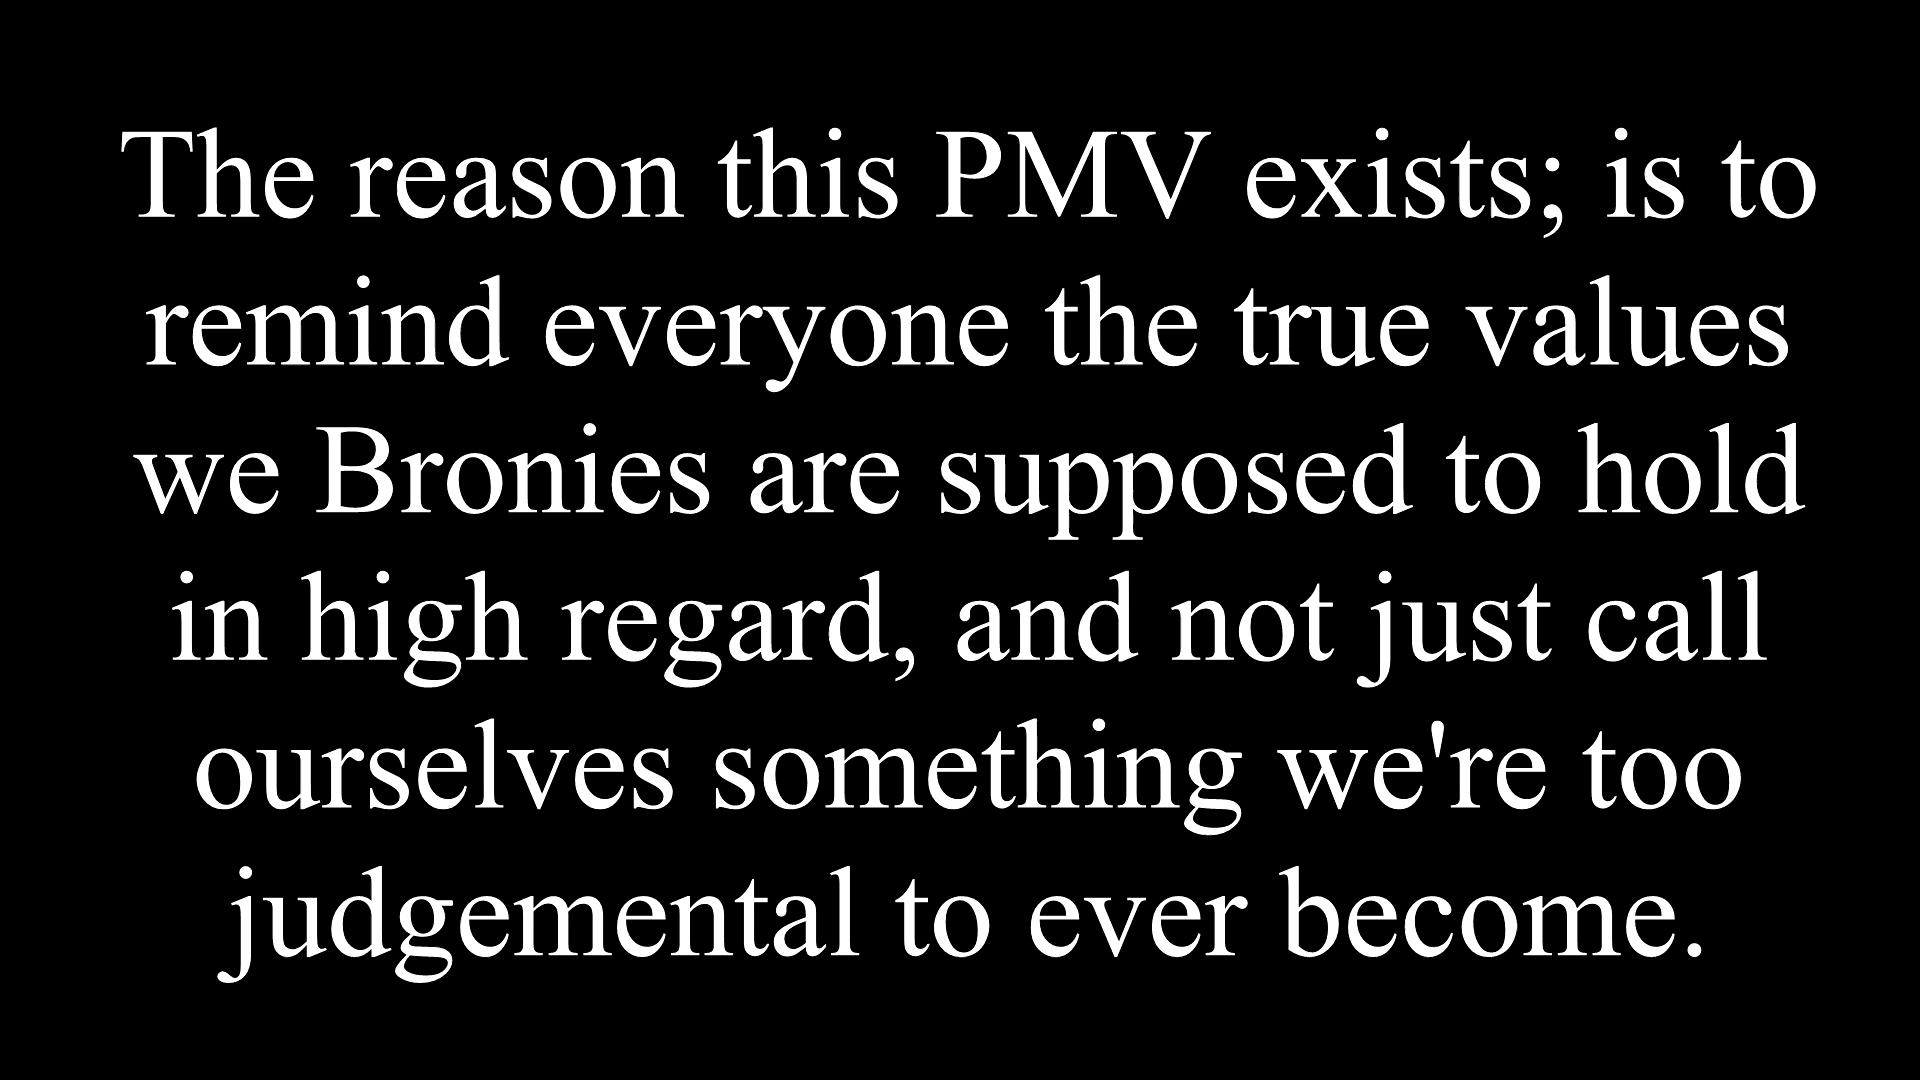 The reason this PMV exists; is to
remind everyone the true values
we Bronies are supposed to hold
in high regard, and not just call
ourselves something we're too
judgemental to ever become.